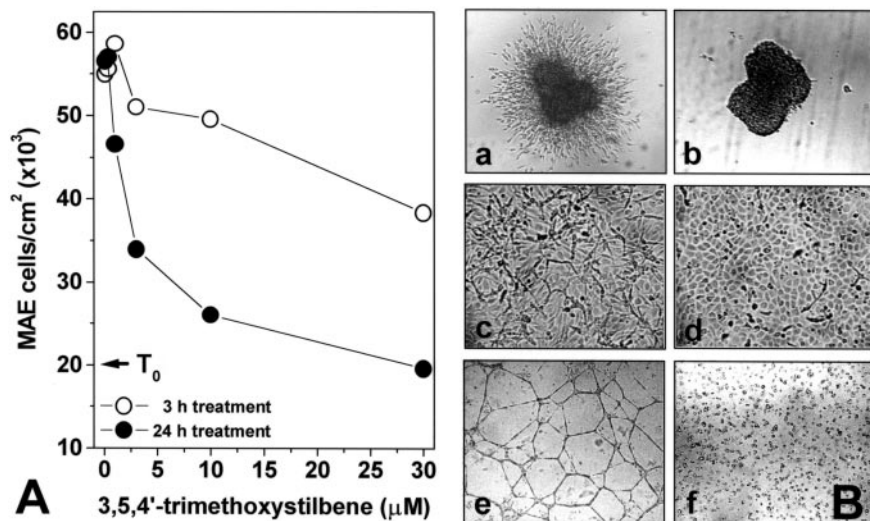 60
50
40
30
20
10
MAE cells/cm² (x10³)
T₀
3 h treatment
24 h treatment
0 5 10 15 20 25 30
3,5,4'-trimethoxystilbene (μM)
A
a
b
c
d
e
f
B